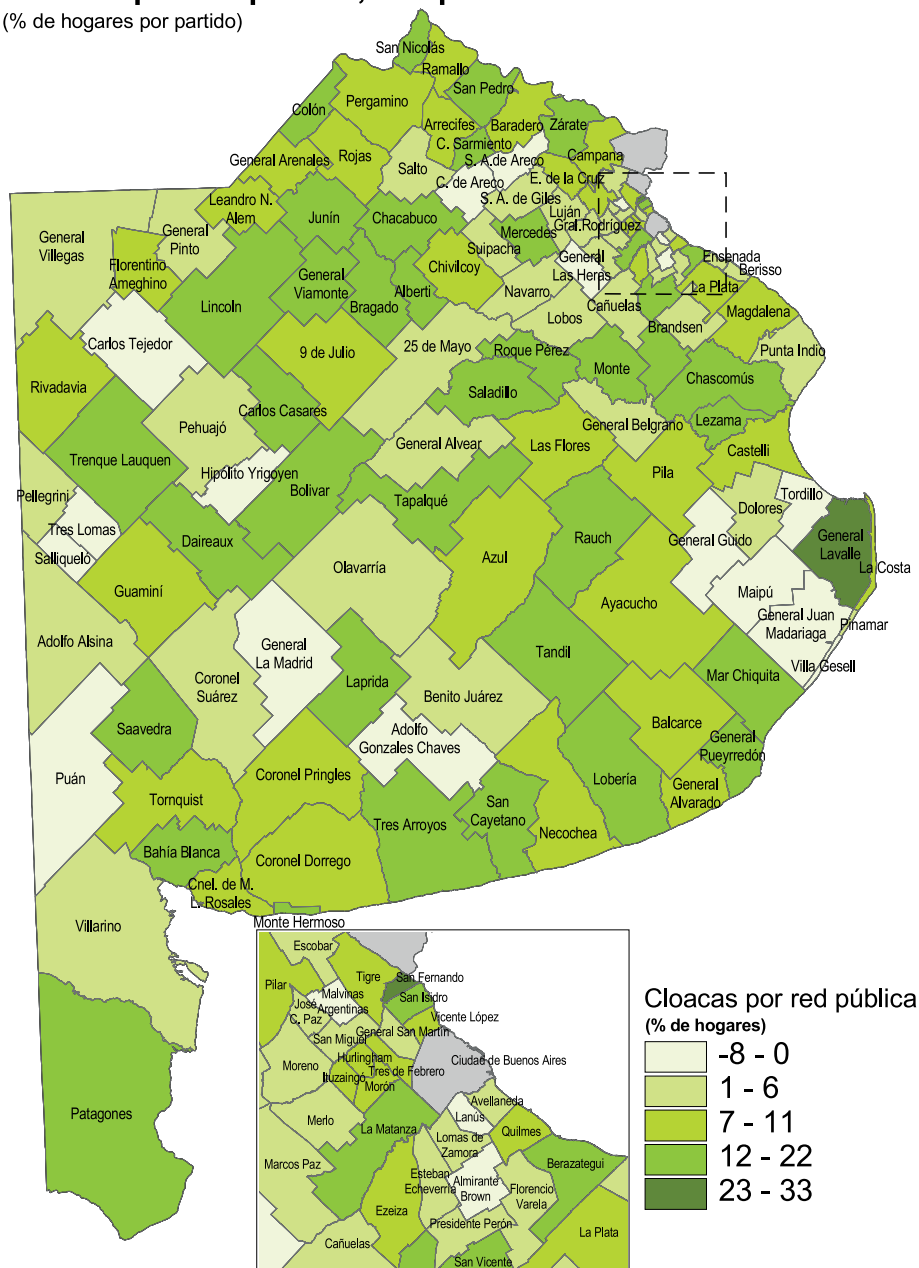 (% de hogares por partido)
San Nicolás
Ramallo
San Pedro
Colón
Pergamino
Arrecifes
Baradero
Zárate
C. Sarmiento
General Arenales
Rojas
Salto
S. A.de Areco
Campana
C. de Areco
E. de la Cruz
Leandro N.
Alem
S. A. de Giles
Luján
General
Villegas
General
Pinto
Junín
Chacabuco
Mercedes
Gral.Rodríguez
Suipacha
Florentino
Ameghino
General
Viamonte
Chivilcoy
General
Las Heras
Ensenada
Berisso
La Plata
Lincoln
Bragado
Alberti
Navarro
Cañuelas
Lobos
Magdalena
Brandsen
Carlos Tejedor
9 de Julio
25 de Mayo
Roque Pérez
Punta Indio
Monte
Chascomús
Rivadavia
Saladillo
Carlos Casares
Pehuajó
General Belgrano
Lezama
General Alvear
Las Flores
Castelli
Trenque Lauquen
Hipólito Yrigoyen
Bolivar
Pila
Pellegrini
Tapalqué
Tordillo
Dolores
Tres Lomas
Daireaux
Rauch
General Guido
General
Lavalle
Salliqueló
Olavarría
Azul
La Costa
Guaminí
Ayacucho
Maipú
General Juan
Madariaga
Pinamar
Adolfo Alsina
General
La Madrid
Tandil
Villa Gesell
Coronel
Suárez
Laprida
Benito Juárez
Mar Chiquita
Saavedra
Adolfo
Gonzales Chaves
Balcarce
General
Pueyrredón
Puán
Coronel Pringles
Lobería
General
Alvarado
Tornquist
San
Cayetano
Tres Arroyos
Necochea
Bahía Blanca
Coronel Dorrego
Cnel. de M.
L. Rosales
Monte Hermoso
Villarino
Patagones
Escobar
Pilar
Tigre
San Fernando
Malvinas
Argentinas
San Isidro
José
C. Paz
Vicente López
General San Martín
San Miguel
Hurlingham
Ciudad de Buenos Aires
Moreno
Ituzaingó
Tres de Febrero
Morón
Avellaneda
Merlo
Lanús
La Matanza
Quilmes
Lomas de
Zamora
Marcos Paz
Berazategui
Esteban
Echeverría
Almirante
Brown
Florencio
Varela
Ezeiza
Presidente Perón
La Plata
Cañuelas
San Vicente
Cloacas por red pública
(% de hogares)
-8 - 0
1 - 6
7 - 11
12 - 22
23 - 33